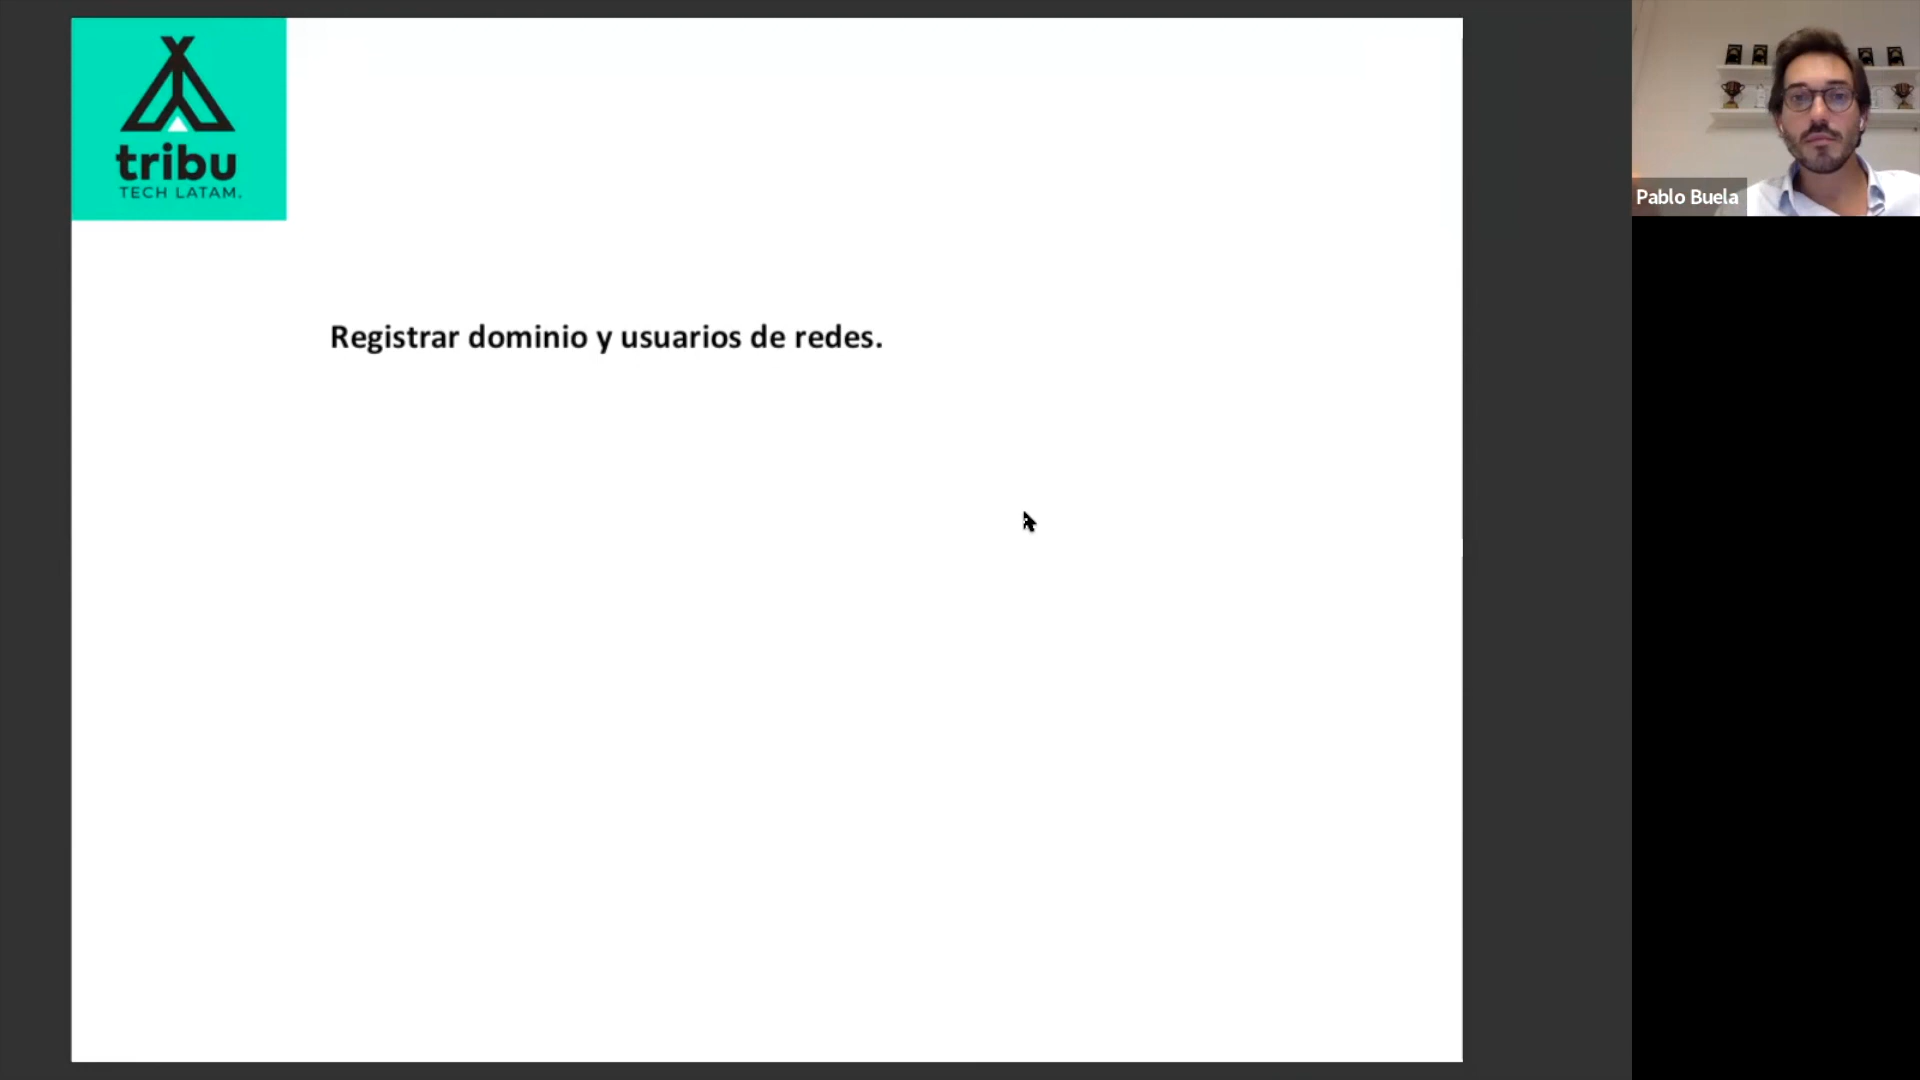 tribu
TECH LATAM.
Registrar dominio y usuarios de redes.
Pablo Buela